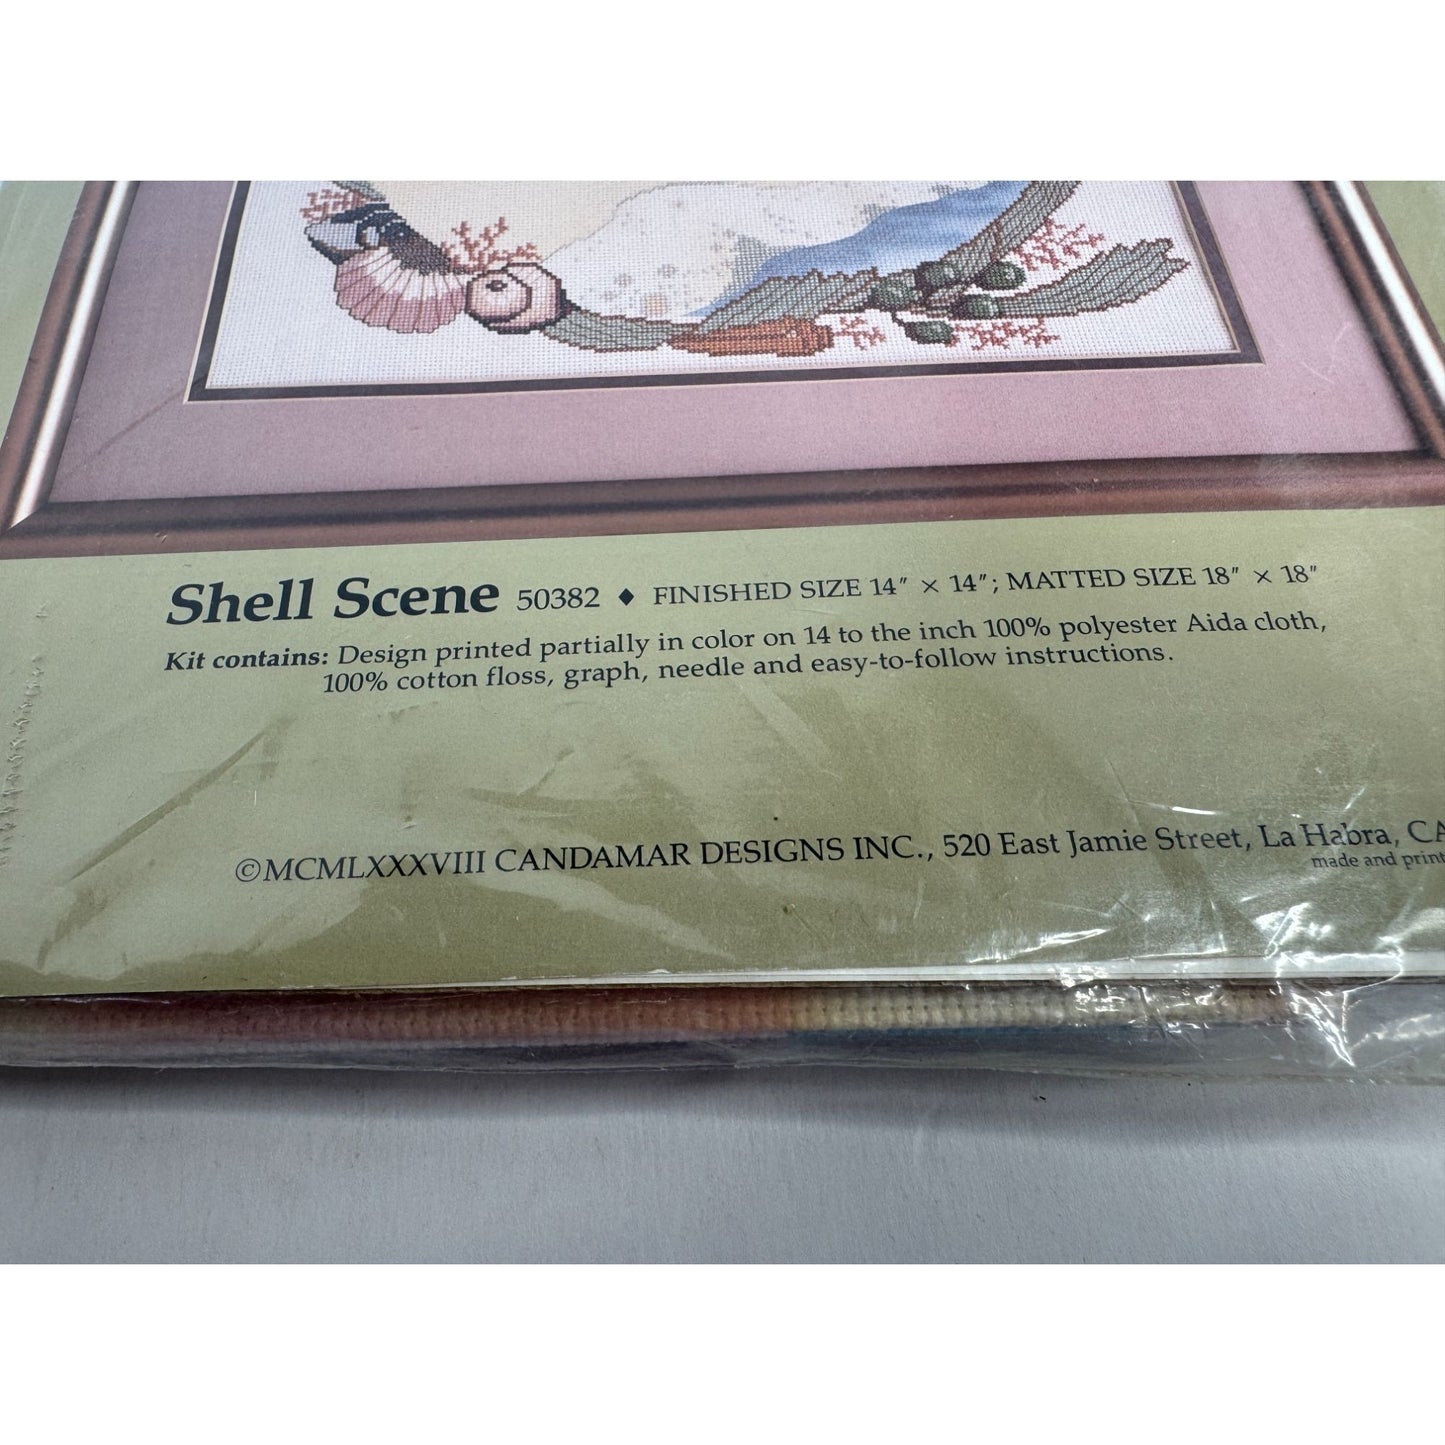 Shell Scene 50382 ♦ FINISHED SIZE 14" × 14"; MATTED SIZE 18" × 18"
Kit contains: Design printed partially in color on 14 to the inch 100% polyester Aida cloth,
100% cotton floss, graph, needle and easy-to-follow instructions.
©MCMLXXXVIII CANDAMAR DESIGNS INC., 520 East Jamie Street, La Habra, CA
made and print